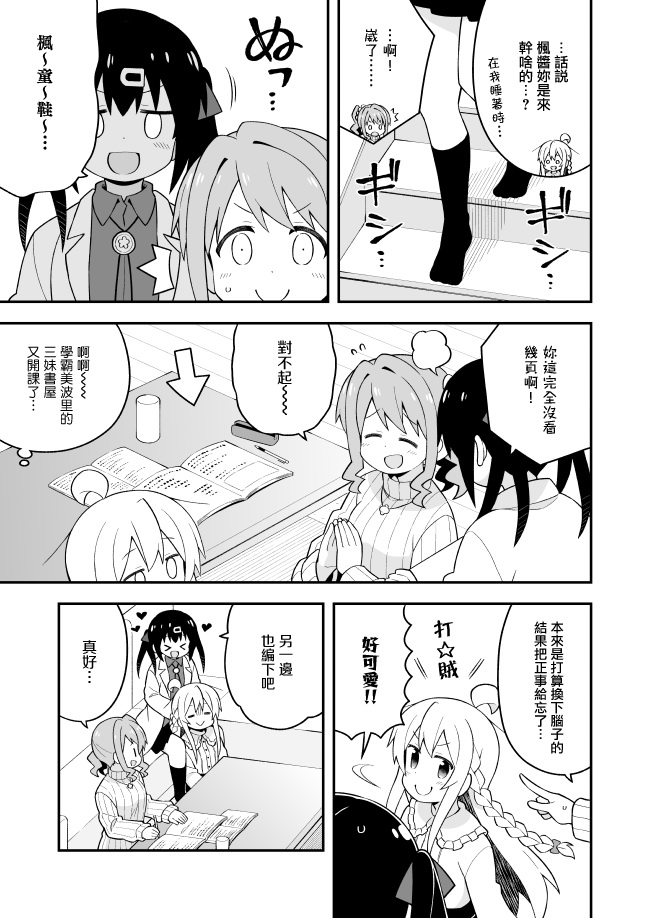 …話說
楓醬妳是來
幹啥的…?
在我睡著時…
…啊!
崴了……
ギシ…
ギシ…
ぬっ…
楓~童~鞋~…
妳這完全沒看
幾頁啊!
對不起~~
啊啊~~~
學霸美波里的
三妹書屋
又開課了…
本來是打算換下腦子的
結果把正事給忘了…
打☆賊
好可愛!!
另一邊
也編下吧
真好…